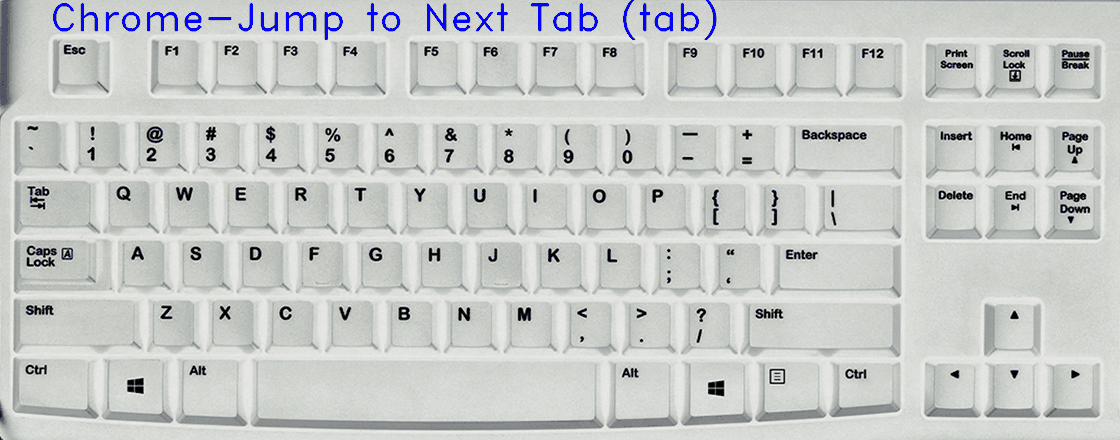 Chrome-Jump to Next Tab (tab)
Esc F1 F2 F3 F4 F5 F6 F7 F8 F9 F10 F11 F12 Print Screen Scroll Lock Pause Break
~ ` ! 1 @ 2 # 3 $ 4 % 5 ^ 6 & 7 * 8 ( 9 ) 0 — – + = Backspace Insert Home Page Up
Tab Q W E R T Y U I O P { [ } ] | \ Delete End Page Down
Caps Lock A S D F G H J K L : ; “ ‘ Enter
Shift Z X C V B N M < , > . ? / Shift
Ctrl Alt Alt Ctrl